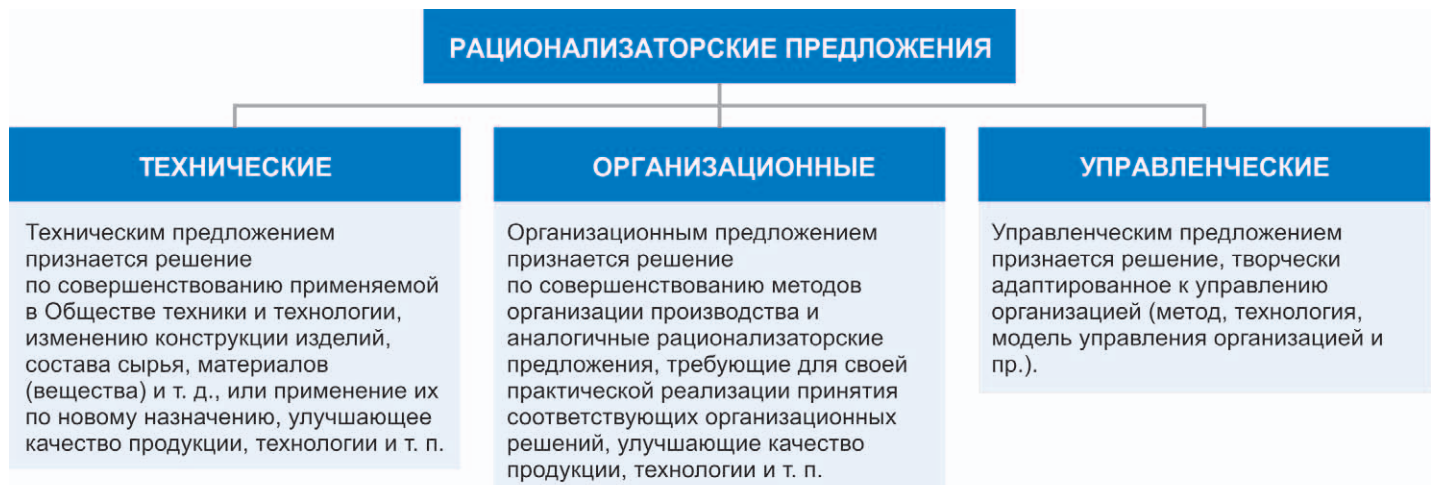 РАЦИОНАЛИЗАТОРСКИЕ ПРЕДЛОЖЕНИЯ
ТЕХНИЧЕСКИЕ
Техническим предложением
признается решение
по совершенствованию применяемой
в Обществе техники и технологии,
изменению конструкции изделий,
состава сырья, материалов
(вещества) и т. д., или применение их
по новому назначению, улучшающее
качество продукции, технологии и т. п.
ОРГАНИЗАЦИОННЫЕ
Организационным предложением
признается решение
по совершенствованию методов
организации производства и
аналогичные рационализаторские
предложения, требующие для своей
практической реализации принятия
соответствующих организационных
решений, улучшающие качество
продукции, технологии и т. п.
УПРАВЛЕНЧЕСКИЕ
Управленческим предложением
признается решение, творчески
адаптированное к управлению
организацией (метод, технология,
модель управления организацией и
пр.).